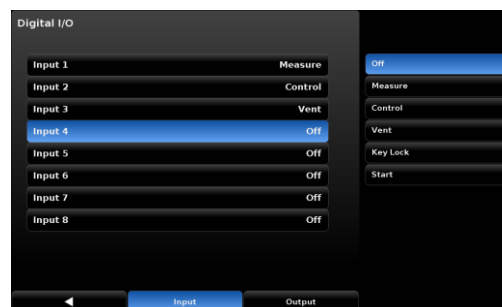 Digital I/O
Input 1 Measure
Input 2 Control
Input 3 Vent
Input 4 Off
Input 5 Off
Input 6 Off
Input 7 Off
Input 8 Off
Off
Measure
Control
Vent
Key Lock
Start
Input Output